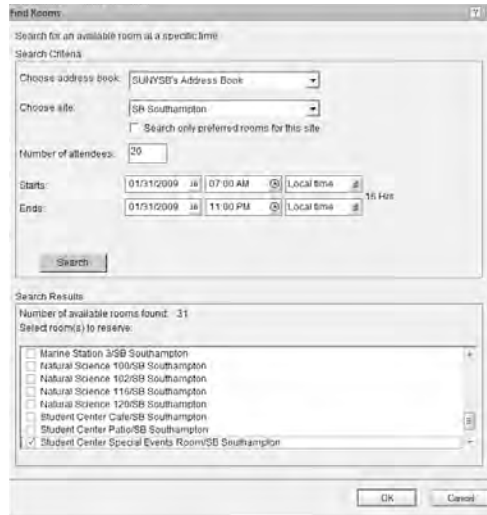 Find Rooms
?
Search for an available room at a specific time
Search Criteria
Choose address book: SUNYSB's Address Book
Choose site: SB Southampton
Search only preferred rooms for this site
Number of attendees: 20
Starts: 01/31/2009 16 07:00 AM Local time
16 Hrs
Ends: 01/31/2009 16 11:00 PM Local time
Search
Search Results
Number of available rooms found: 31
Select room(s) to reserve:
Marine Station 3/SB Southampton
Natural Science 100/SB Southampton
Natural Science 102/SB Southampton
Natural Science 116/SB Southampton
Natural Science 120/SB Southampton
Student Center Cafe/SB Southampton
Student Center Patio/SB Southampton
Student Center Special Events Room/SB Southampton
OK Cancel